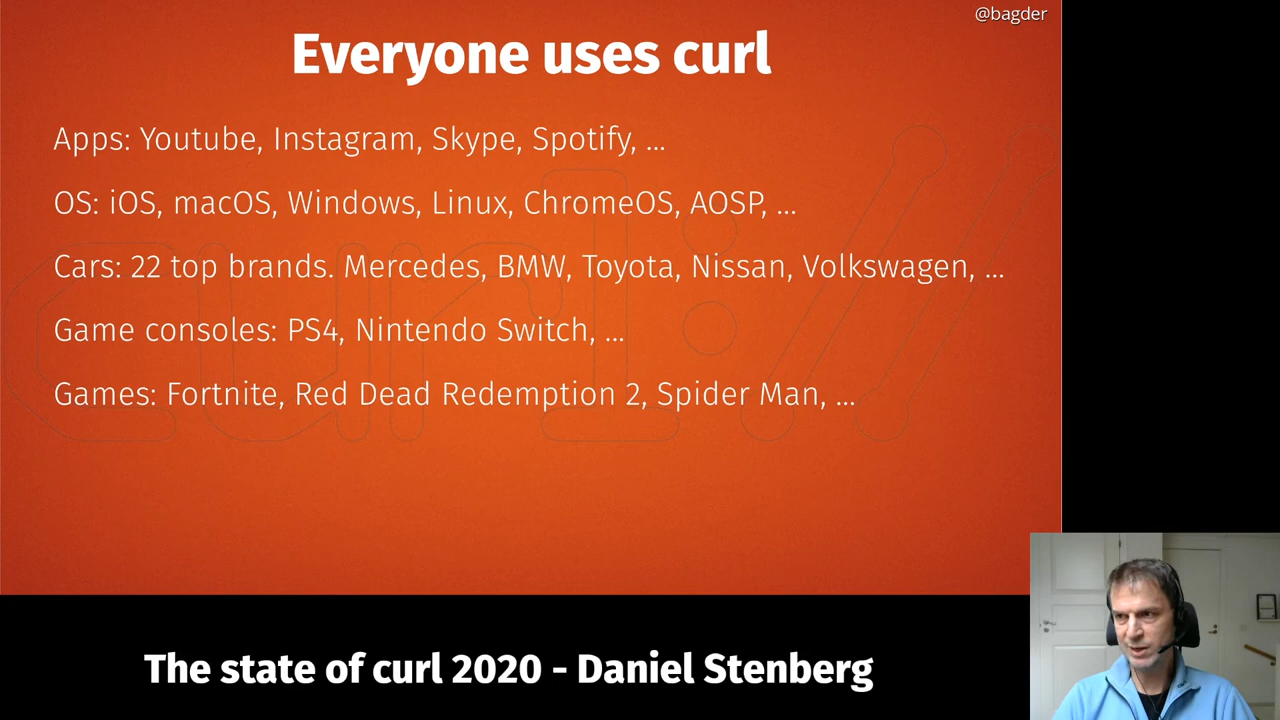 @bagder
Everyone uses curl
Apps: Youtube, Instagram, Skype, Spotify, ...
OS: iOS, macOS, Windows, Linux, ChromeOS, AOSP, ...
Cars: 22 top brands. Mercedes, BMW, Toyota, Nissan, Volkswagen, ...
Game consoles: PS4, Nintendo Switch, ...
Games: Fortnite, Red Dead Redemption 2, Spider Man, ...
curl://
The state of curl 2020 - Daniel Stenberg